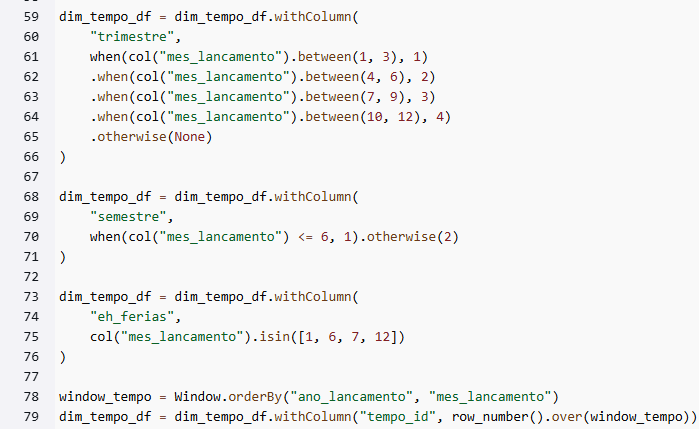 59 dim_tempo_df = dim_tempo_df.withColumn(
60     "trimestre",
61     when(col("mes_lancamento").between(1, 3), 1)
62     .when(col("mes_lancamento").between(4, 6), 2)
63     .when(col("mes_lancamento").between(7, 9), 3)
64     .when(col("mes_lancamento").between(10, 12), 4)
65     .otherwise(None)
66 )
67
68 dim_tempo_df = dim_tempo_df.withColumn(
69     "semestre",
70     when(col("mes_lancamento") <= 6, 1).otherwise(2)
71 )
72
73 dim_tempo_df = dim_tempo_df.withColumn(
74     "eh_ferias",
75     col("mes_lancamento").isin([1, 6, 7, 12])
76 )
77
78 window_tempo = Window.orderBy("ano_lancamento", "mes_lancamento")
79 dim_tempo_df = dim_tempo_df.withColumn("tempo_id", row_number().over(window_tempo))